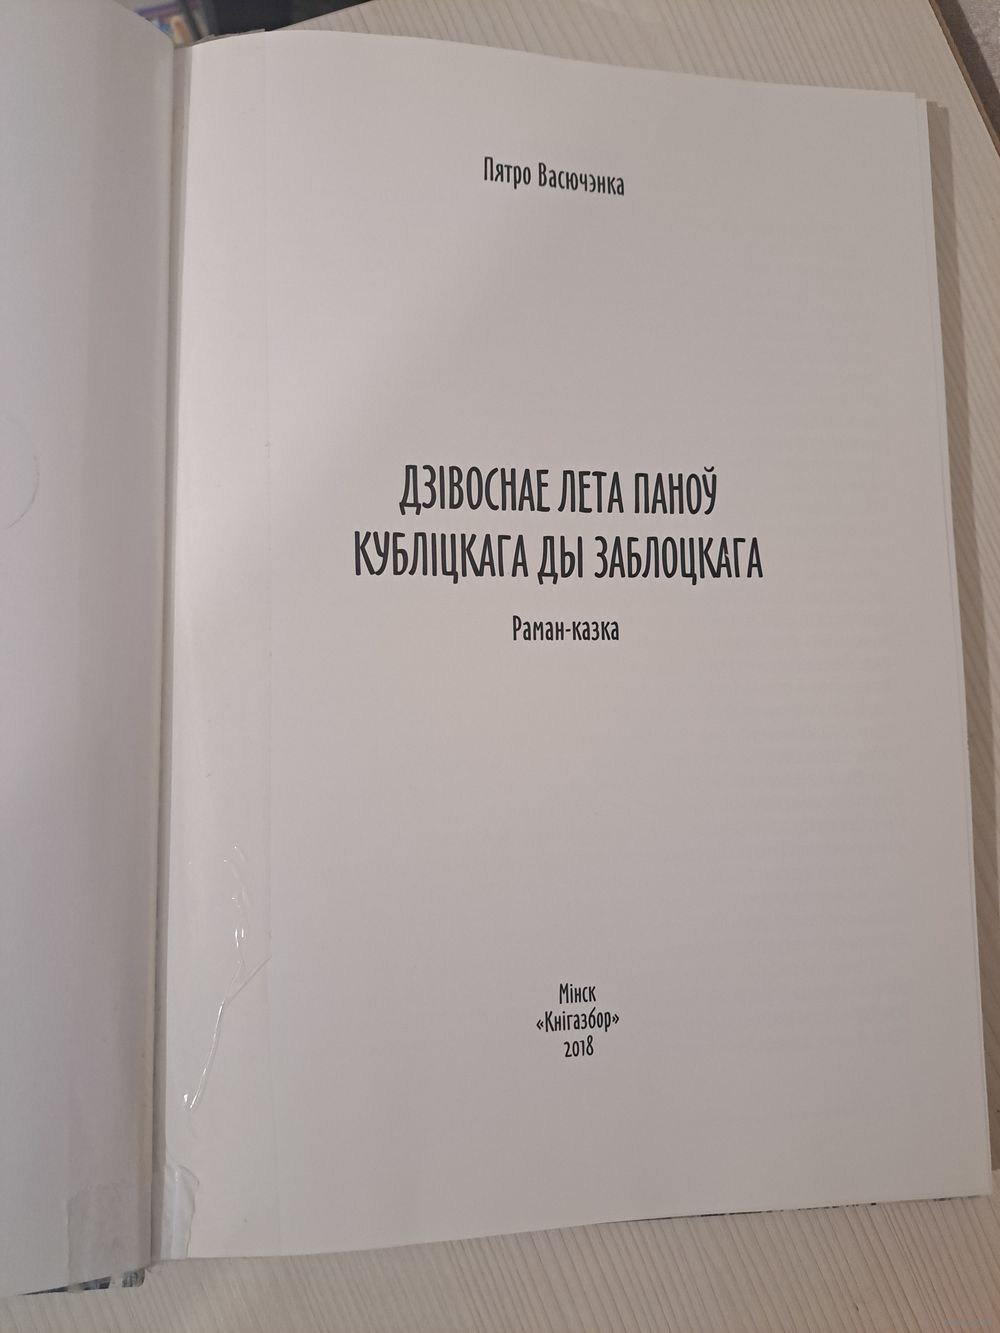 Пятро Васючэнка
ДЗІВОСНАЕ ЛЕТА ПАНОЎ
КУБЛІЦКАГА ДЫ ЗАБЛОЦКАГА
Раман-казка
Мінск
«Кнігазбор»
2018